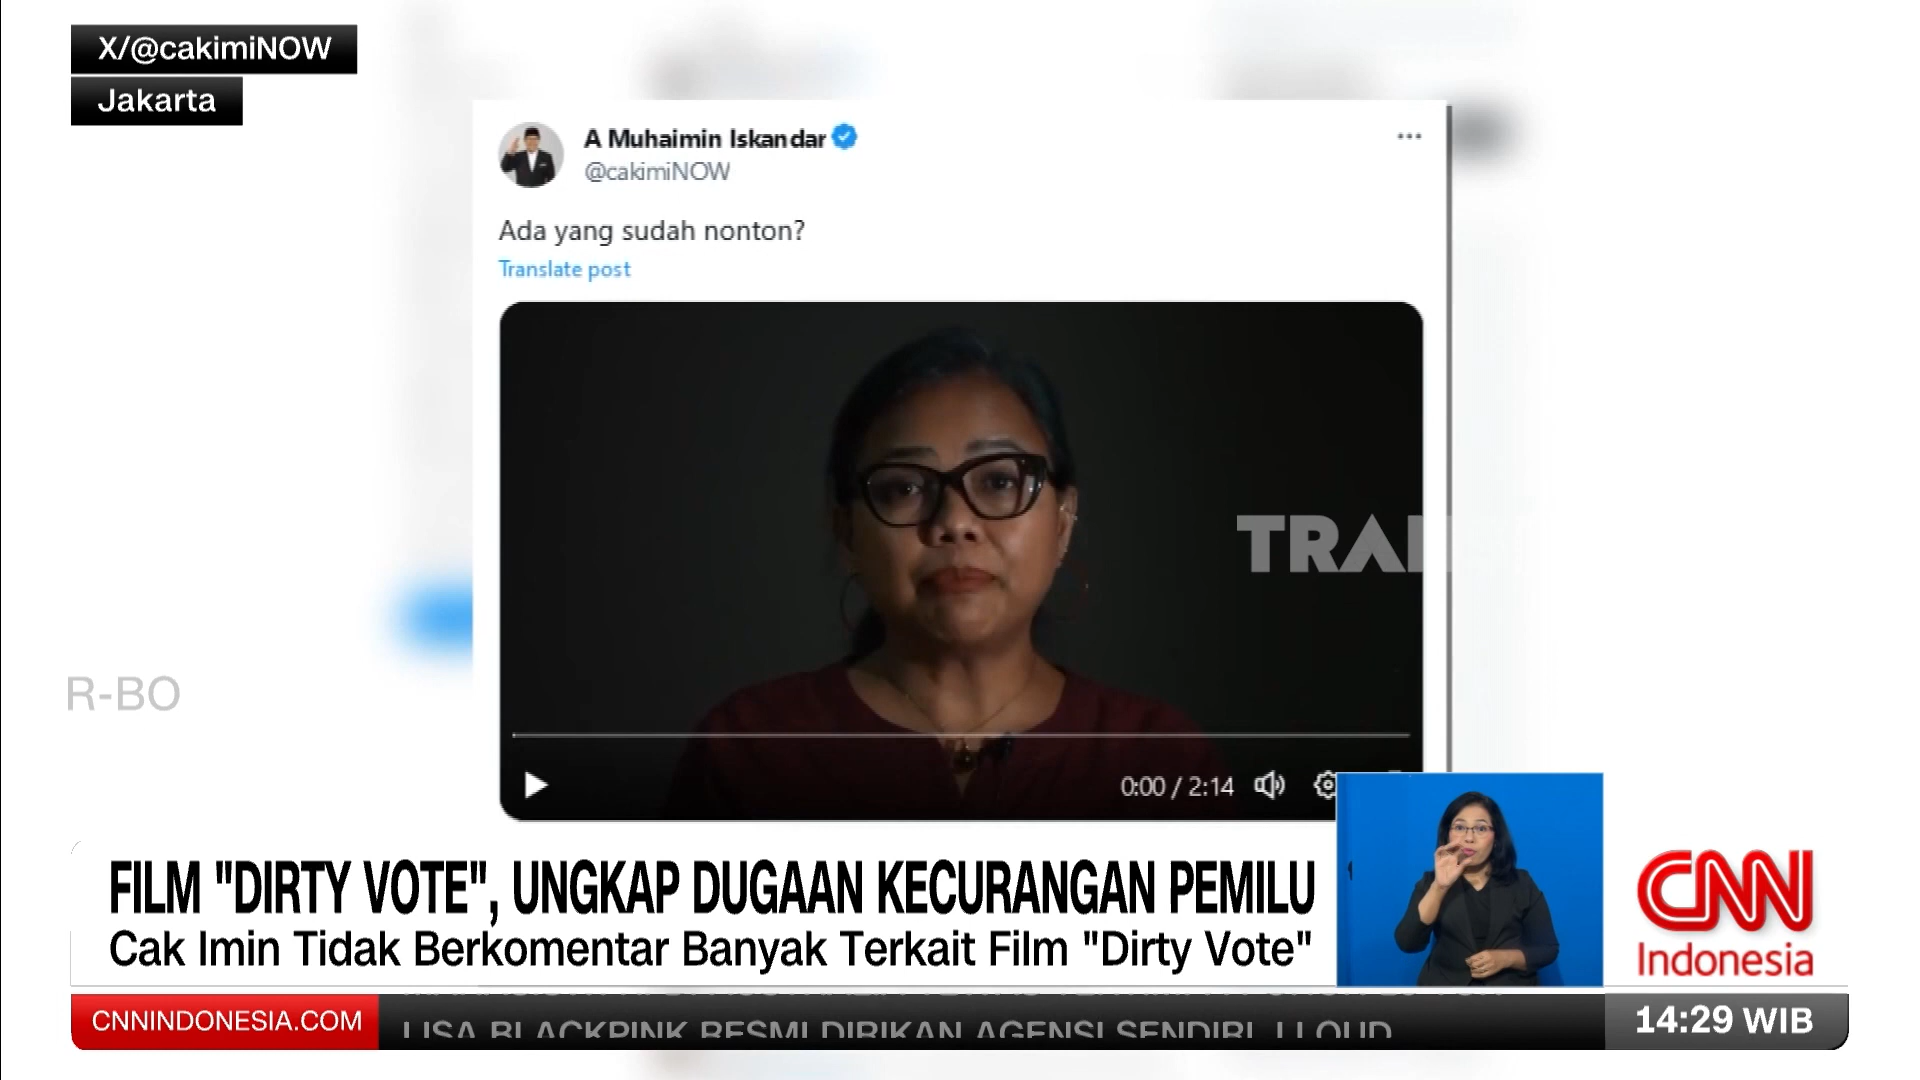 X/@cakimiNOW
Jakarta
A Muhaimin Iskandar
@cakimiNOW
Ada yang sudah nonton?
Translate post
0:00 / 2:14
R-BO
FILM "DIRTY VOTE", UNGKAP DUGAAN KECURANGAN PEMILU
Cak Imin Tidak Berkomentar Banyak Terkait Film "Dirty Vote"
CNN
Indonesia
CNNINDONESIA.COM
LISA BLACKPINK RESMI DIRIKAN AGENSI SENDIRI, LLOUD
14:29 WIB